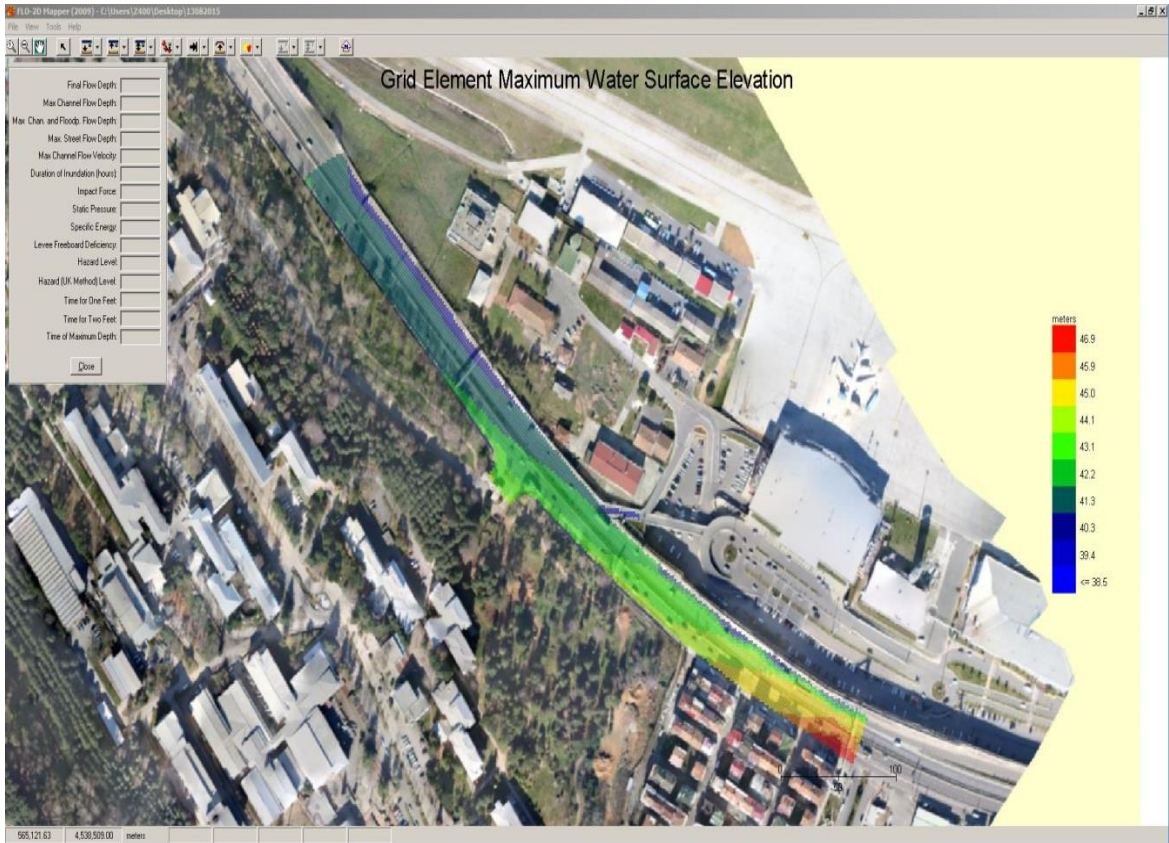 FLO-2D Mapper (2009) - C:\Users\Z400\Desktop\13082015
File View Tools Help
Grid Element Maximum Water Surface Elevation
Final Flow Depth:
Max Channel Flow Depth:
Max. Chan. and Floodp. Flow Depth:
Max. Street Flow Depth:
Max Channel Flow Velocity:
Duration of Inundation (hours):
Impact Force:
Static Pressure:
Specific Energy:
Levee Freeboard Deficiency:
Hazard Level:
Hazard (UK Method) Level:
Time for One Feet:
Time for Two Feet:
Time of Maximum Depth:
Close
meters
46.9
45.9
45.0
44.1
43.1
42.2
41.3
40.3
39.4
<= 38.5
0 100
565,121.63 4,538,509.00 meters